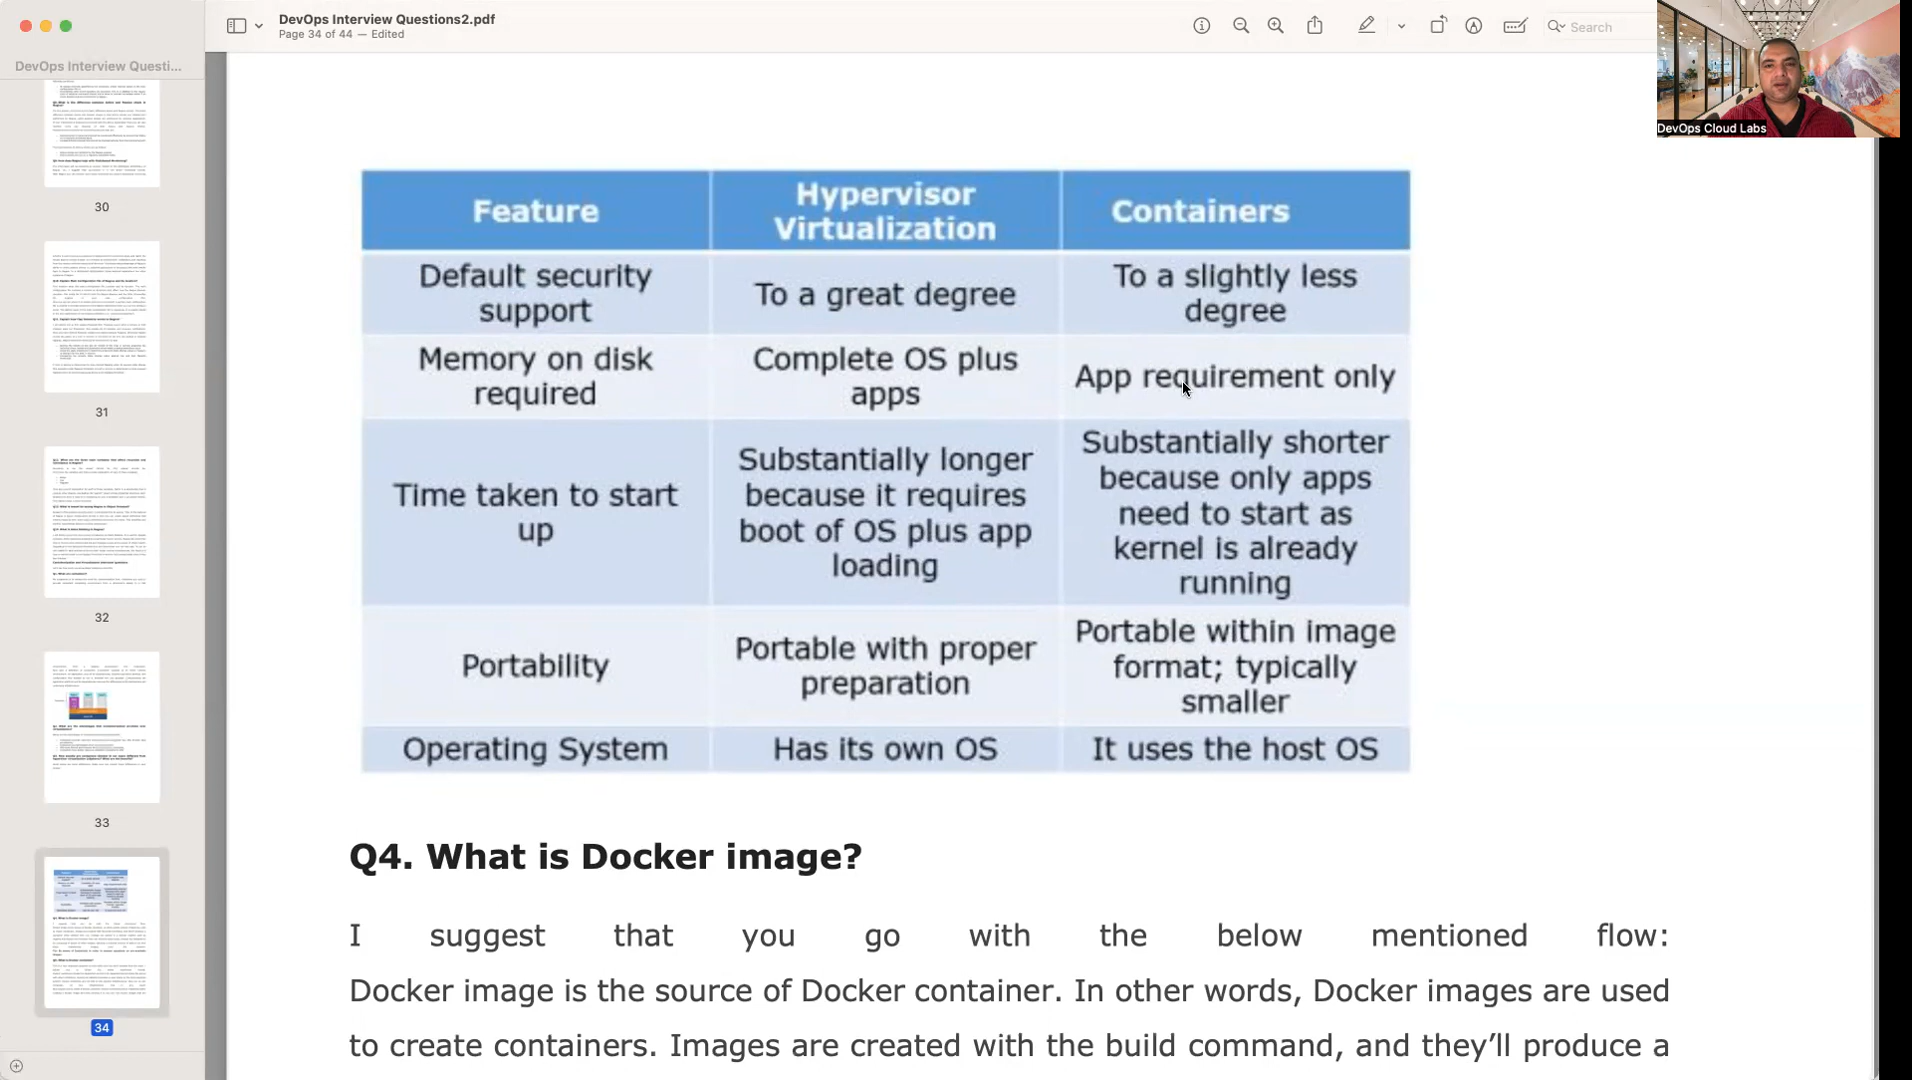 DevOps Interview Questions2.pdf
Page 34 of 44 — Edited
Search
DevOps Cloud Labs
DevOps Interview Questi...
30
31
32
33
34
Feature
Hypervisor
Virtualization
Containers
Default security
support
To a great degree
To a slightly less
degree
Memory on disk
required
Complete OS plus
apps
App requirement only
Time taken to start
up
Substantially longer
because it requires
boot of OS plus app
loading
Substantially shorter
because only apps
need to start as
kernel is already
running
Portability
Portable with proper
preparation
Portable within image
format; typically
smaller
Operating System
Has its own OS
It uses the host OS
Q4. What is Docker image?
I suggest that you go with the below mentioned flow:
Docker image is the source of Docker container. In other words, Docker images are used
to create containers. Images are created with the build command, and they’ll produce a